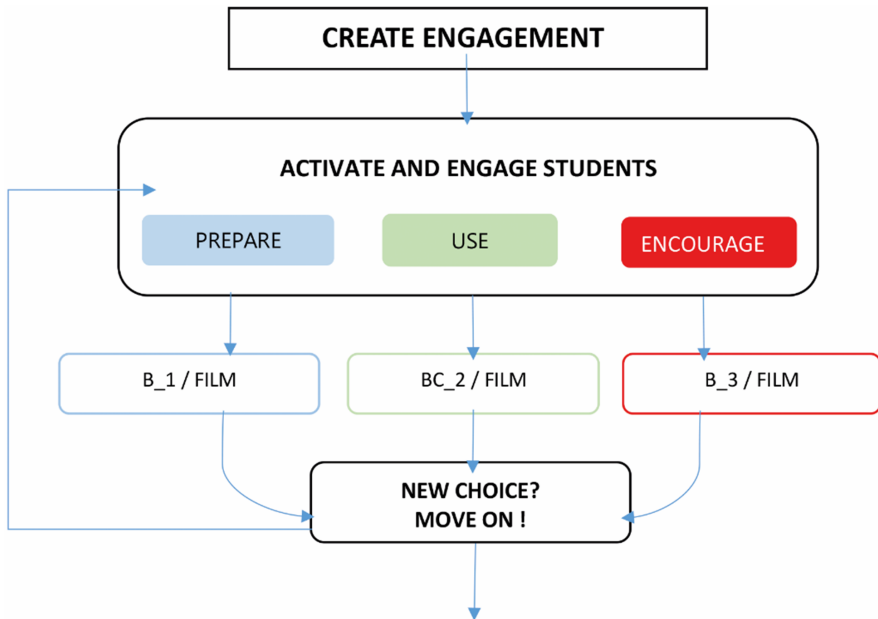 CREATE ENGAGEMENT
ACTIVATE AND ENGAGE STUDENTS
PREPARE
USE
ENCOURAGE
B_1 / FILM
BC_2 / FILM
B_3 / FILM
NEW CHOICE?
MOVE ON !